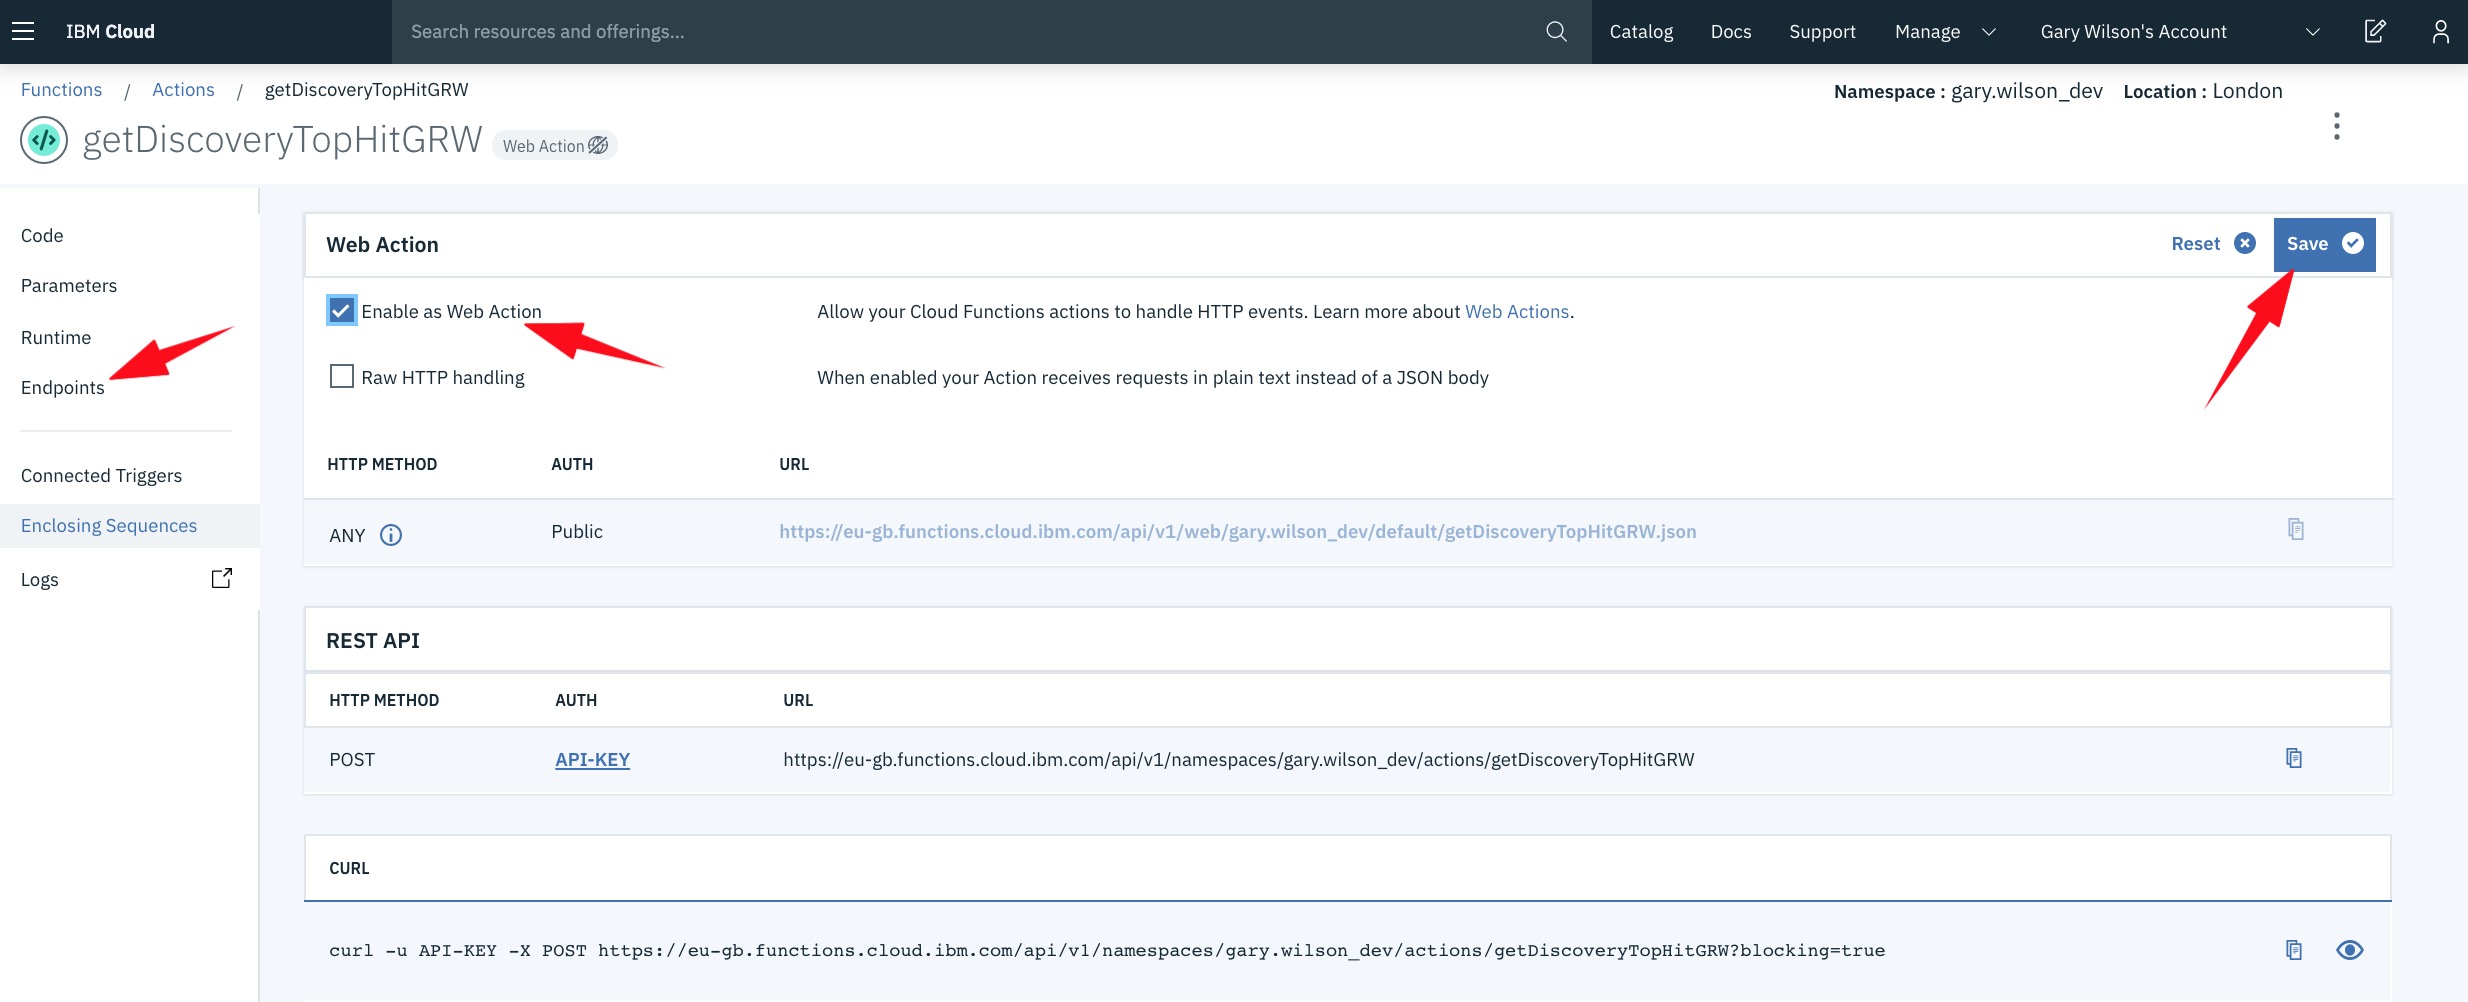 IBM Cloud
Search resources and offerings...
Catalog
Docs
Support
Manage
Gary Wilson's Account
Functions / Actions / getDiscoveryTopHitGRW
Namespace : gary.wilson_dev Location : London
getDiscoveryTopHitGRW Web Action
Code
Parameters
Runtime
Endpoints
Connected Triggers
Enclosing Sequences
Logs
Web Action
Reset
Save
Enable as Web Action
Allow your Cloud Functions actions to handle HTTP events. Learn more about Web Actions.
Raw HTTP handling
When enabled your Action receives requests in plain text instead of a JSON body
HTTP METHOD AUTH URL
ANY Public https://eu-gb.functions.cloud.ibm.com/api/v1/web/gary.wilson_dev/default/getDiscoveryTopHitGRW.json
REST API
HTTP METHOD AUTH URL
POST API-KEY https://eu-gb.functions.cloud.ibm.com/api/v1/namespaces/gary.wilson_dev/actions/getDiscoveryTopHitGRW
CURL
curl -u API-KEY -X POST https://eu-gb.functions.cloud.ibm.com/api/v1/namespaces/gary.wilson_dev/actions/getDiscoveryTopHitGRW?blocking=true